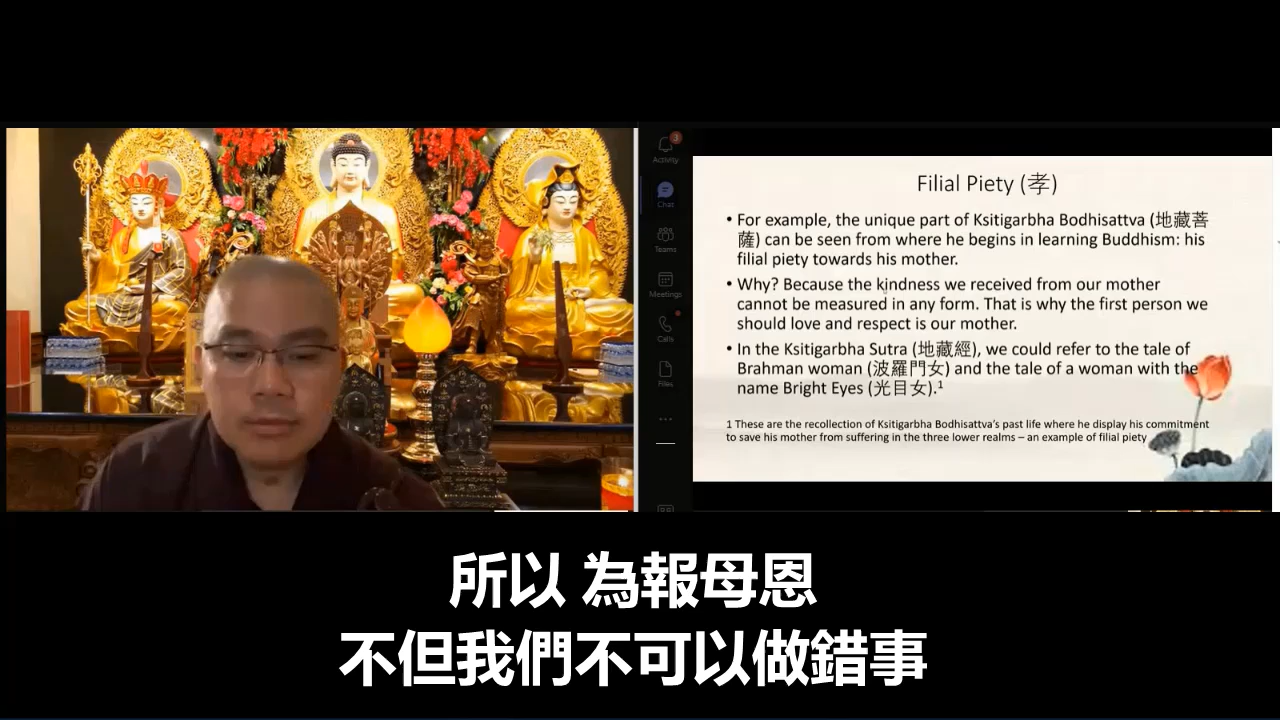 Activity
Chat
Teams
Meetings
Calls
Files
Filial Piety (孝)
• For example, the unique part of Ksitigarbha Bodhisattva (地藏菩
薩) can be seen from where he begins in learning Buddhism: his
filial piety towards his mother.
• Why? Because the kindness we received from our mother
cannot be measured in any form. That is why the first person we
should love and respect is our mother.
• In the Ksitigarbha Sutra (地藏經), we could refer to the tale of
Brahman woman (波羅門女) and the tale of a woman with the
name Bright Eyes (光目女).¹
1 These are the recollection of Ksitigarbha Bodhisattva's past life where he display his commitment
to save his mother from suffering in the three lower realms – an example of filial piety
所以 為報母恩
不但我們不可以做錯事